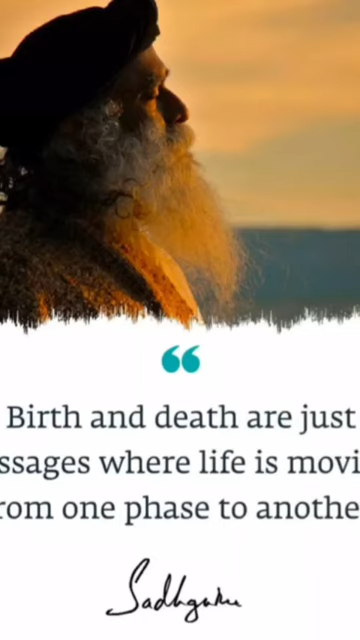 “
Birth and death are just
ssages where life is movi
rom one phase to anothe
Sadhguru